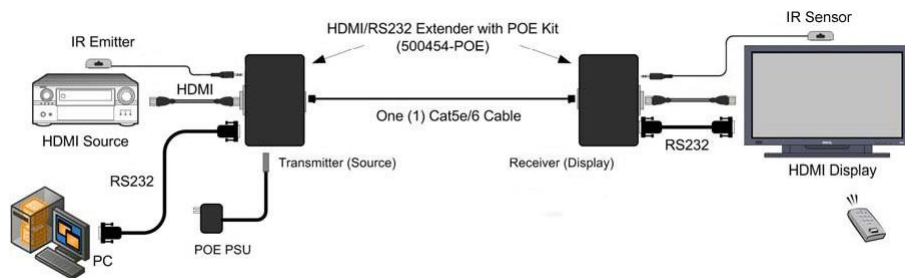 HDMI/RS232 Extender with POE Kit
(500454-POE)
IR Emitter
IR Sensor
HDMI
HDMI Source
One (1) Cat5e/6 Cable
Transmitter (Source)
Receiver (Display)
RS232
RS232
HDMI Display
POE PSU
PC